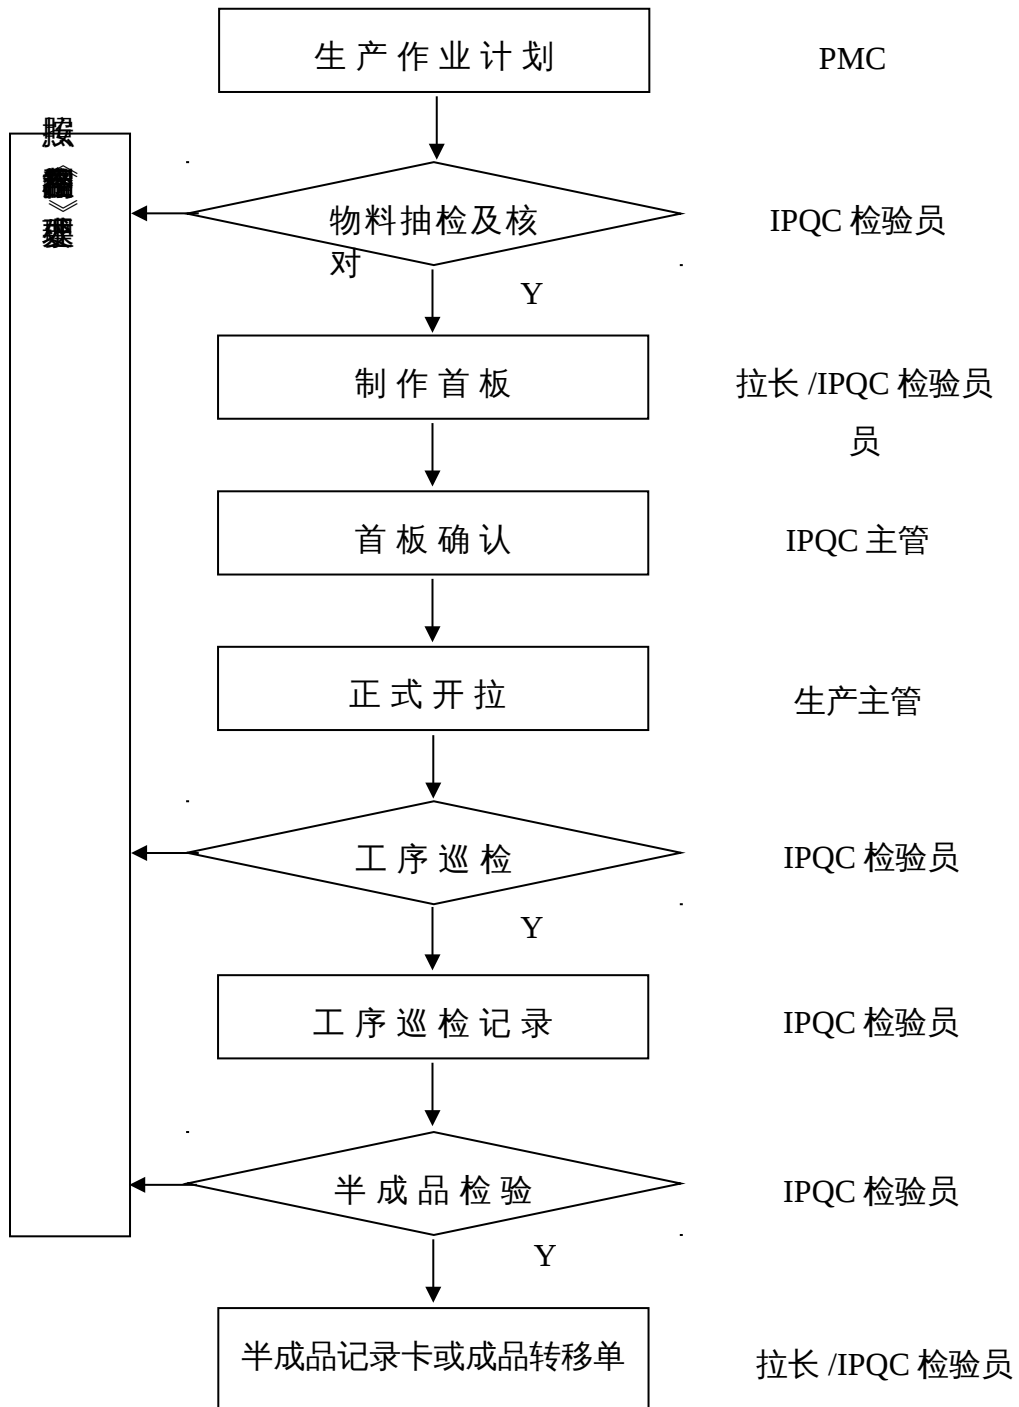 生产作业计划
PMC
按照
物料抽检及核
对
IPQC 检验员
Y
制作首板
拉长 /IPQC 检验员
员
首板确认
IPQC 主管
正式开拉
生产主管
工序巡检
IPQC 检验员
Y
工序巡检记录
IPQC 检验员
半成品检验
IPQC 检验员
Y
半成品记录卡或成品转移单
拉长 /IPQC 检验员